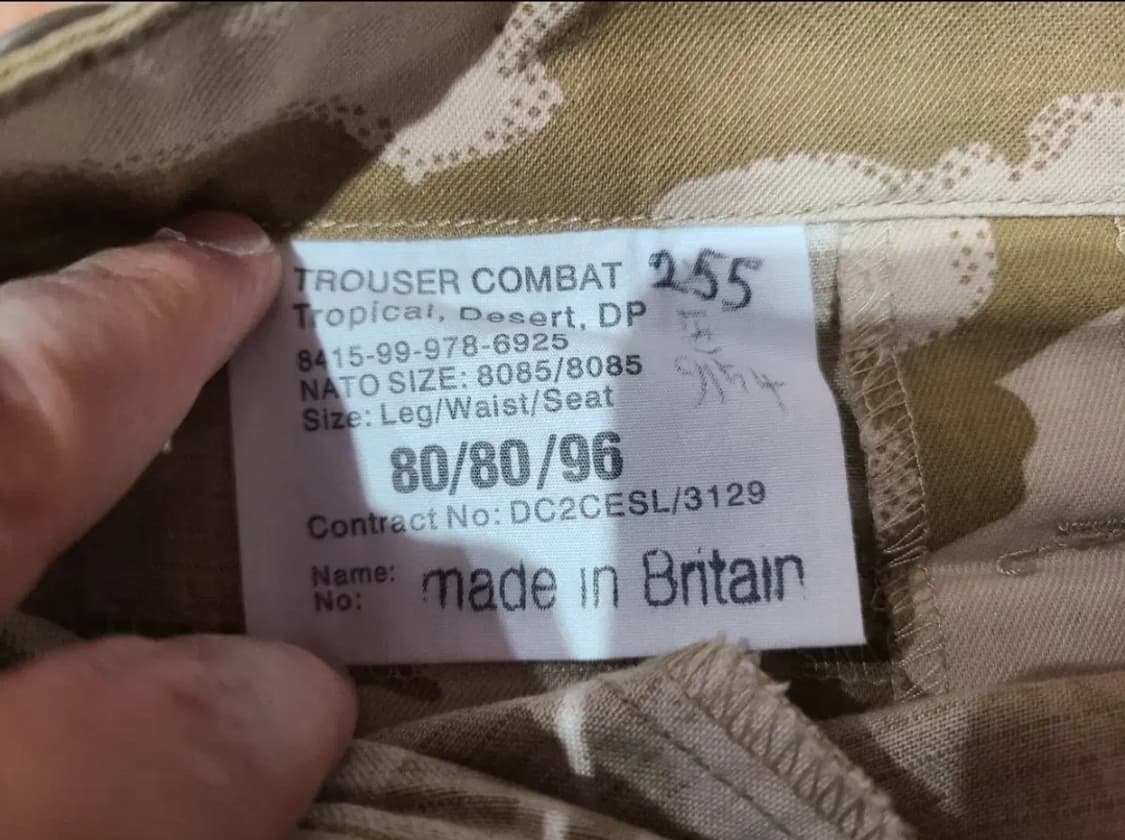 TROUSER COMBAT 255
Tropical, Desert, DP
8415-99-978-6925
NATO SIZE: 8085/8085
Size: Leg/Waist/Seat
80/80/96
Contract No: DC2CESL/3129
Name: made in Britain
No: